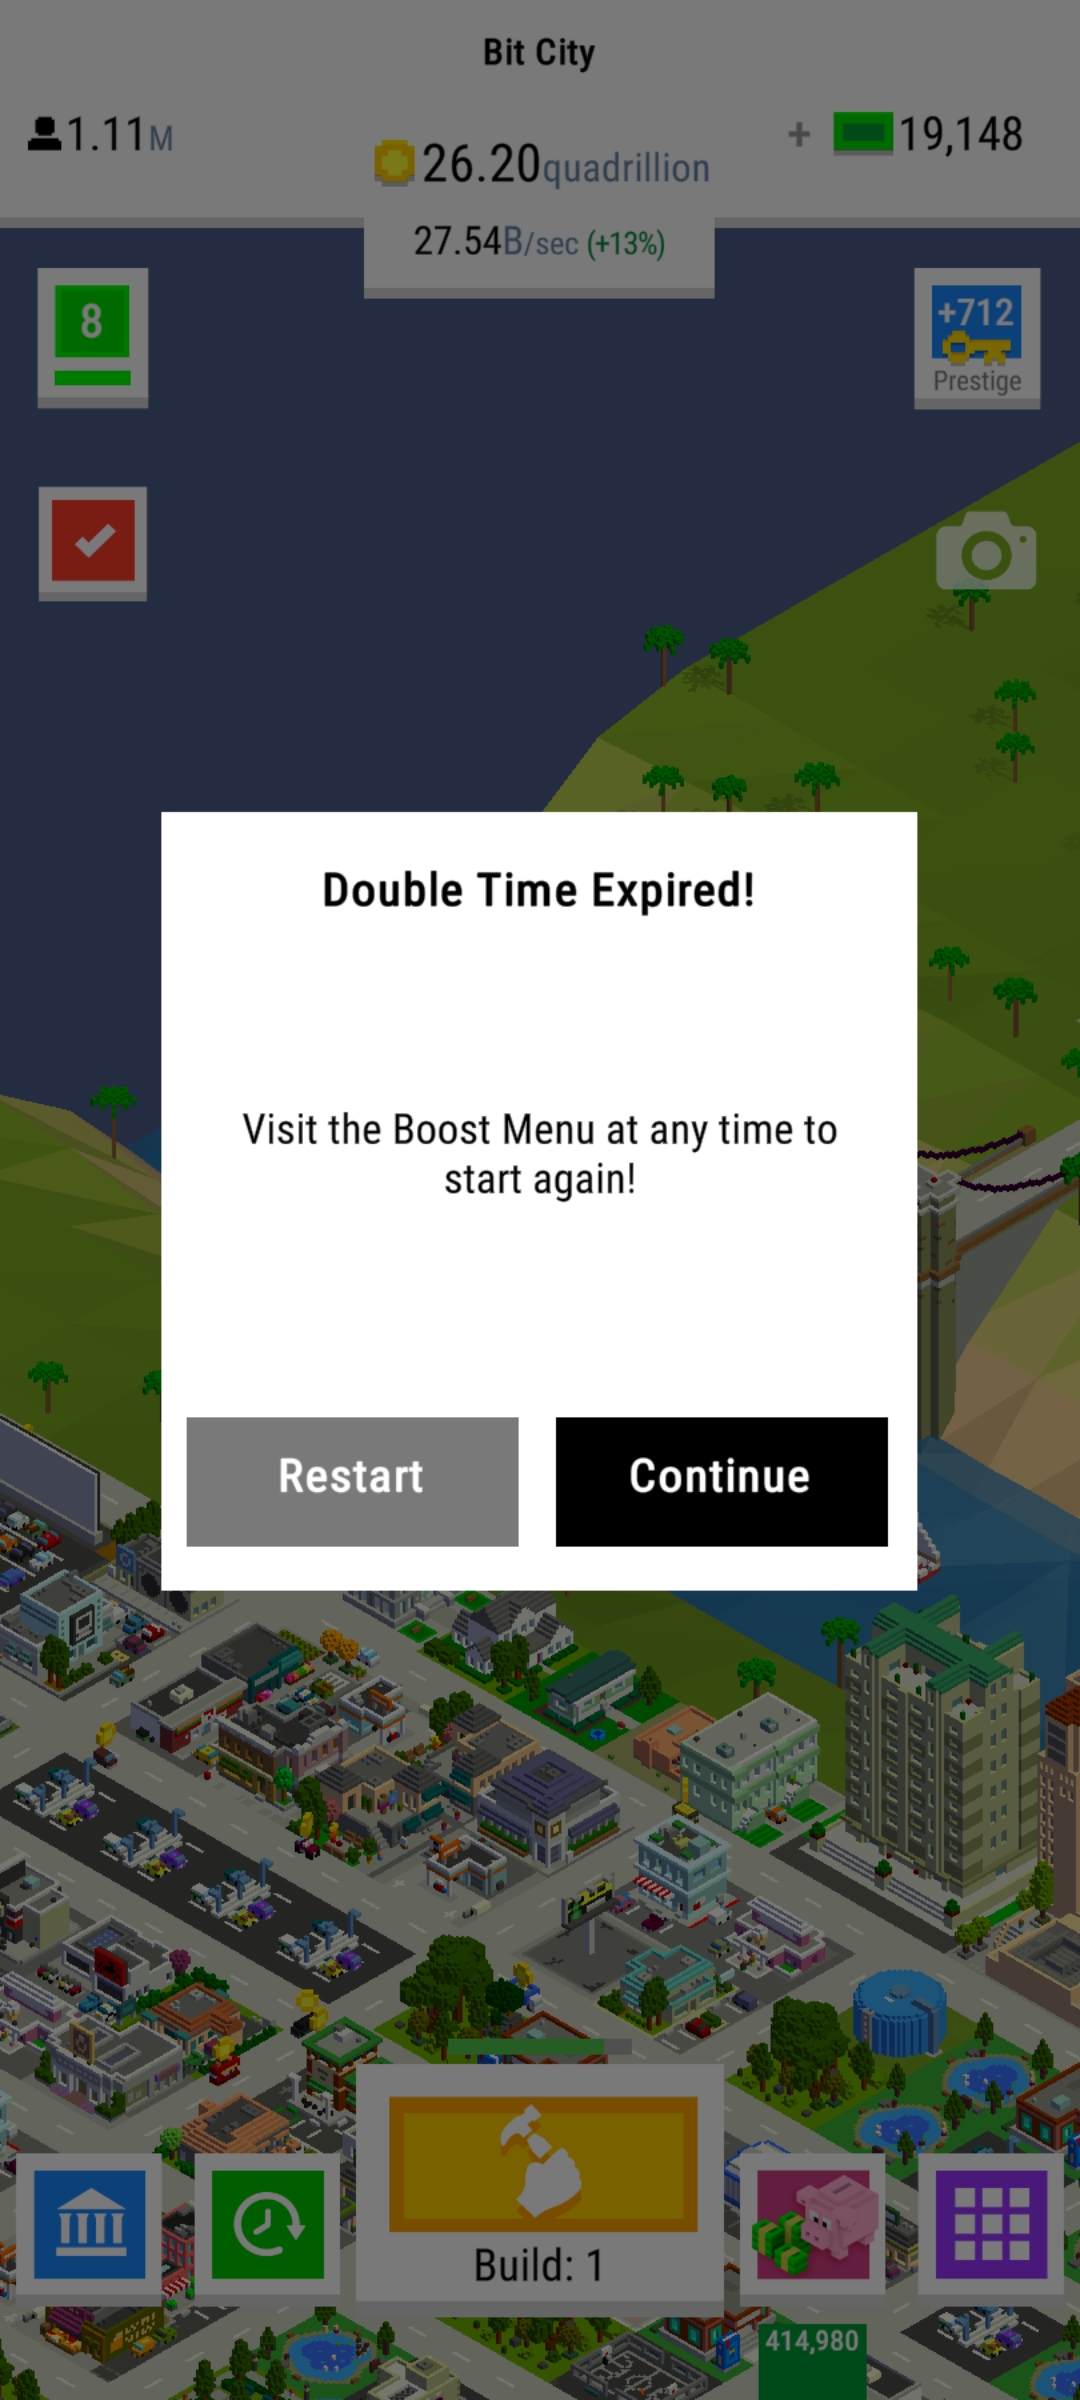 Bit City
1.11M
26.20quadrillion
+ 19,148
27.54B/sec (+13%)
8
+712
Prestige
Double Time Expired!
Visit the Boost Menu at any time to
start again!
Restart
Continue
Build: 1
414,980